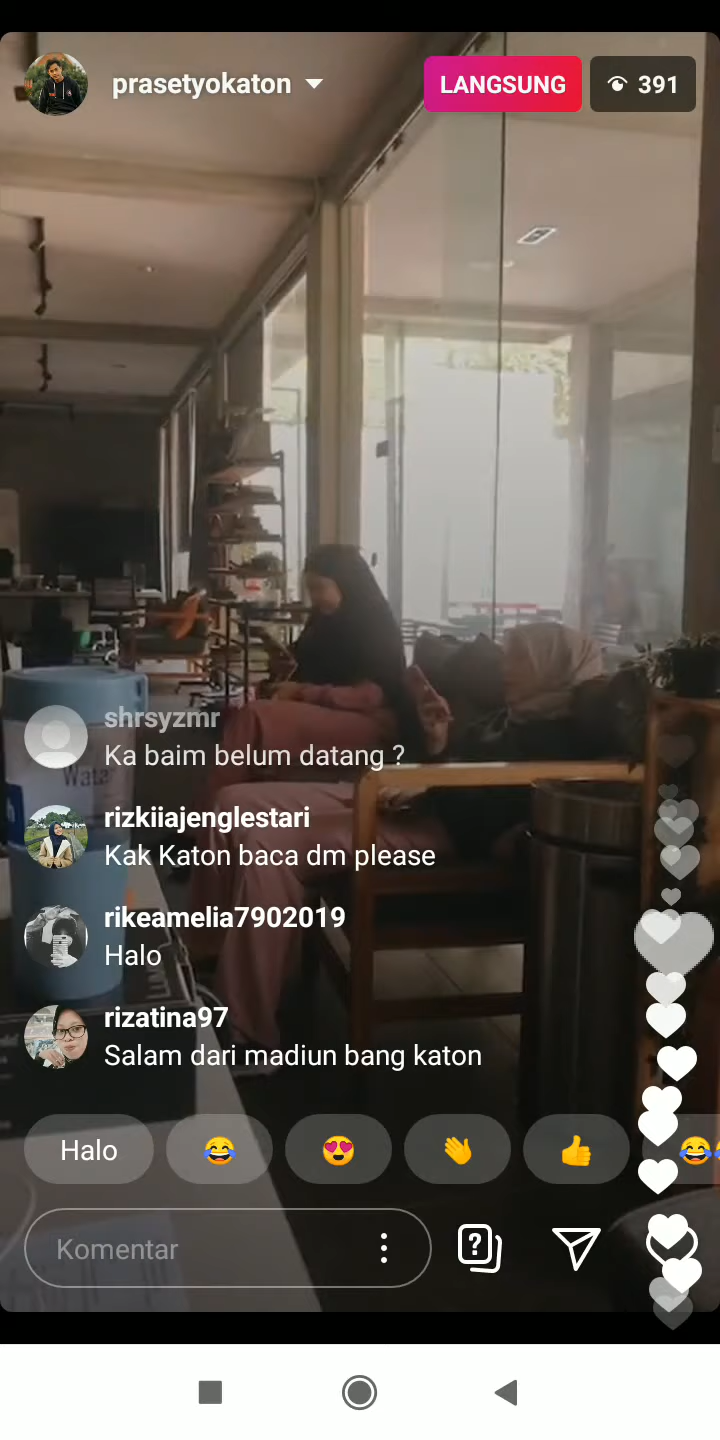 prasetyokaton
LANGSUNG
391
Wata
shrsyzmr
Ka baim belum datang ?
rizkiiajenglestari
Kak Katon baca dm please
rikeamelia7902019
Halo
rizatina97
Salam dari madiun bang katon
Halo
Komentar